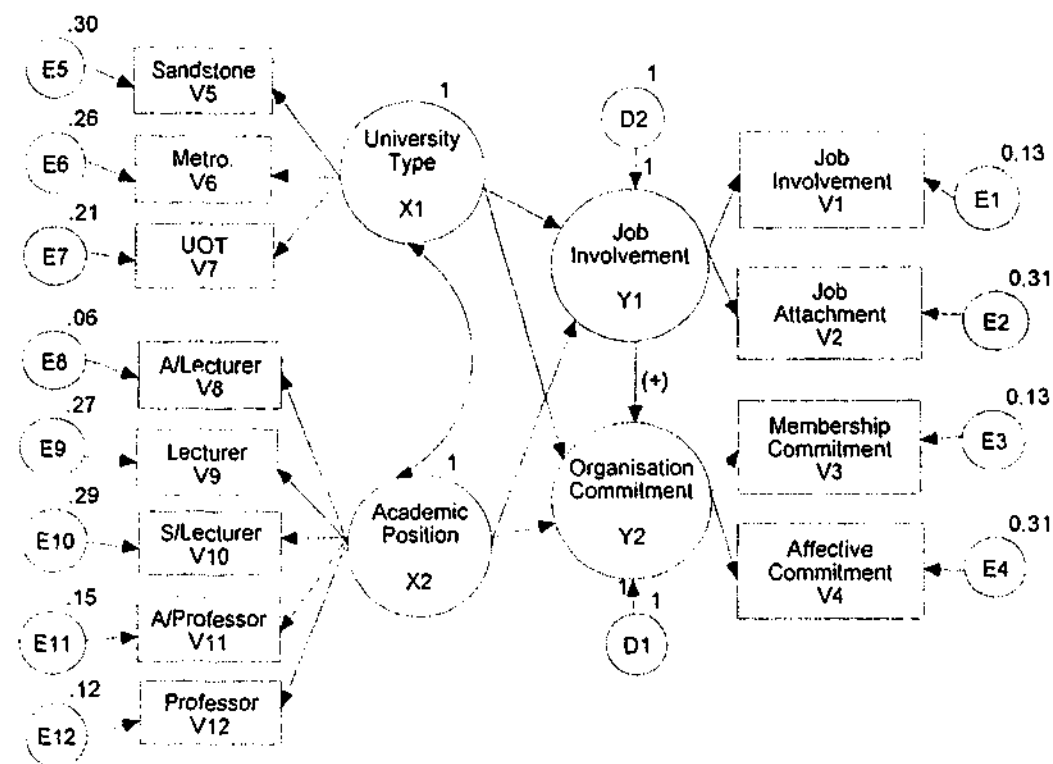 .30
E5
Sandstone
V5
.26
E6
Metro.
V6
.21
E7
UOT
V7
.06
E8
A/Lecturer
V8
.27
E9
Lecturer
V9
.29
E10
S/Lecturer
V10
.15
E11
A/Professor
V11
.12
E12
Professor
V12
1
University
Type
X1
1
Academic
Position
X2
1
D2
1
Job
Involvement
Y1
(+)
Organisation
Commitment
Y2
1
1
D1
Job
Involvement
V1
0.13
E1
Job
Attachment
V2
0.31
E2
Membership
Commitment
V3
0.13
E3
Affective
Commitment
V4
0.31
E4